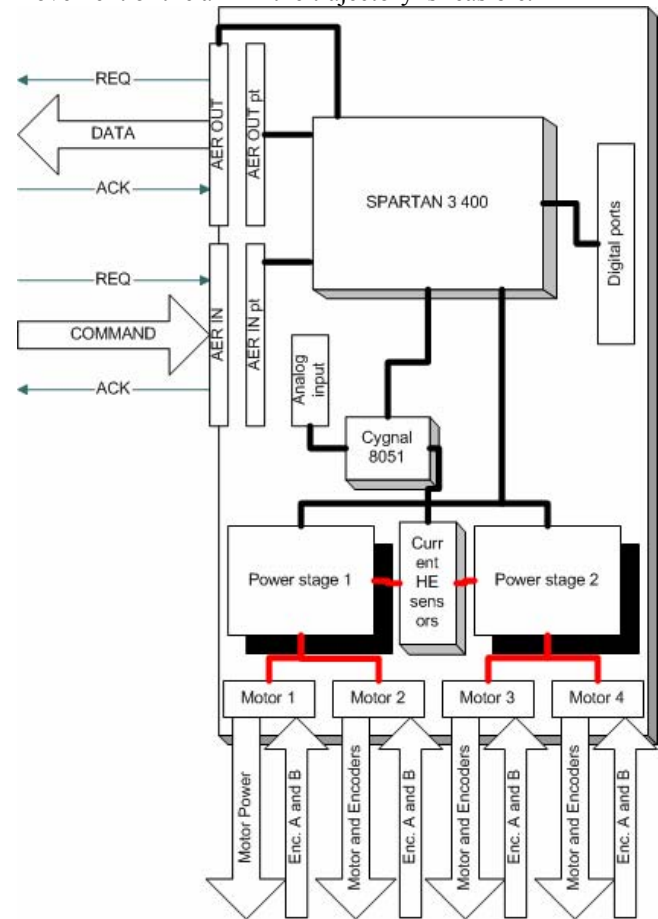 REQ
DATA
ACK
AER OUT
AER OUT pt
SPARTAN 3 400
Digital ports
REQ
COMMAND
ACK
AER IN
AER IN pt
Analog
input
Cygnal
8051
Power stage 1
Curr
ent
HE
sens
ors
Power stage 2
Motor 1
Motor 2
Motor 3
Motor 4
Motor Power
Enc. A and B
Motor and Encoders
Enc. A and B
Motor and Encoders
Enc. A and B
Motor and Encoders
Enc. A and B